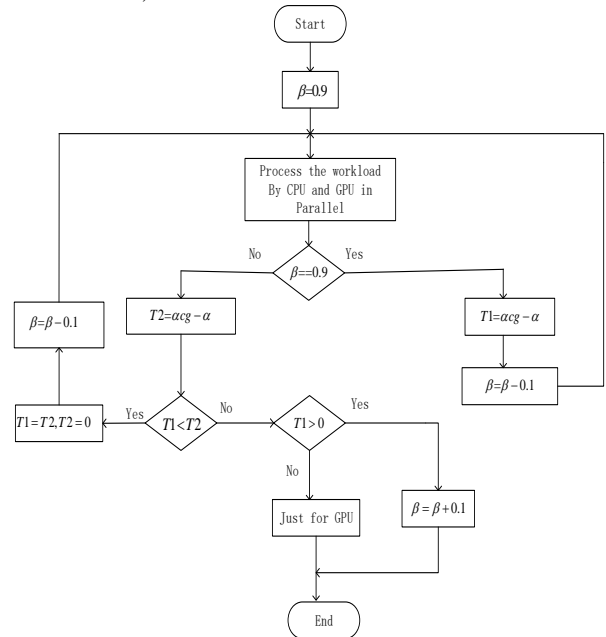 Start
β=0.9
Process the workload
By CPU and GPU in
Parallel
No
Yes
β==0.9
T2=αcg−α
T1=αcg−α
β=β−0.1
β=β−0.1
T1=T2,T2=0
Yes
T1<T2
No
T1>0
Yes
No
Just for GPU
β=β+0.1
End